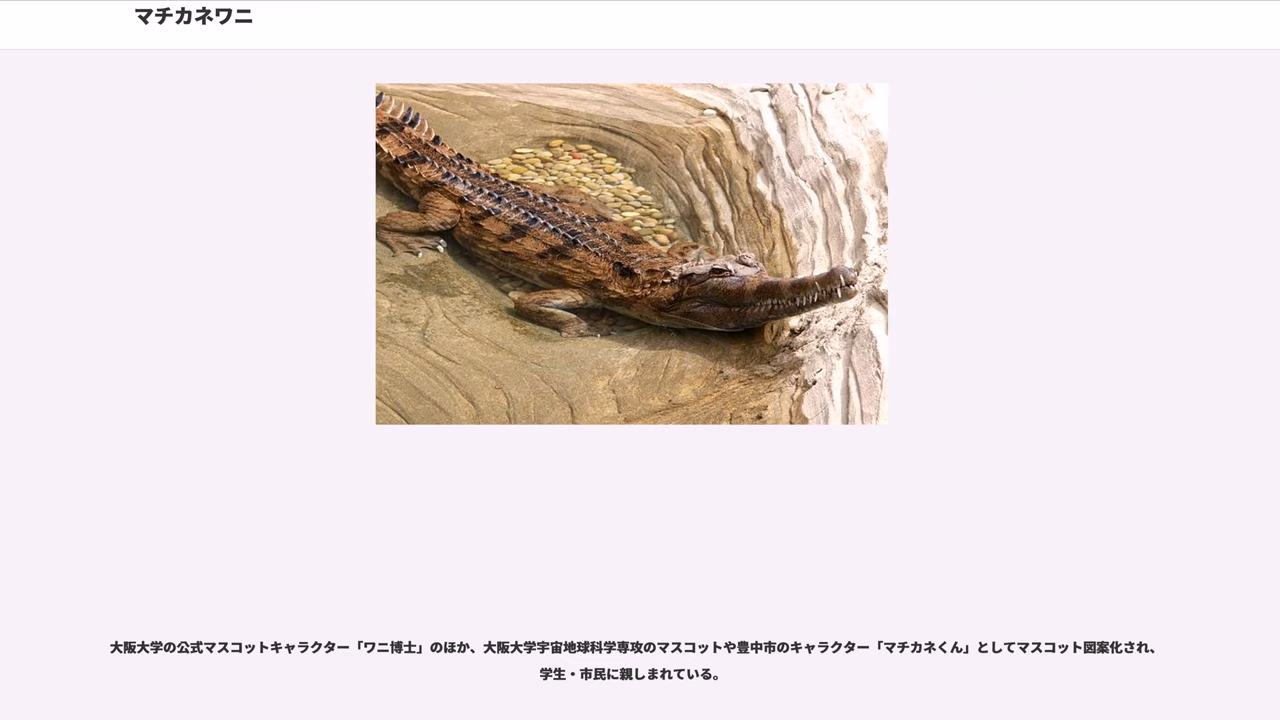 マチカネワニ
大阪大学の公式マスコットキャラクター「ワニ博士」のほか、大阪大学宇宙地球科学専攻のマスコットや豊中市のキャラクター「マチカネくん」としてマスコット図案化され、
学生・市民に親しまれている。